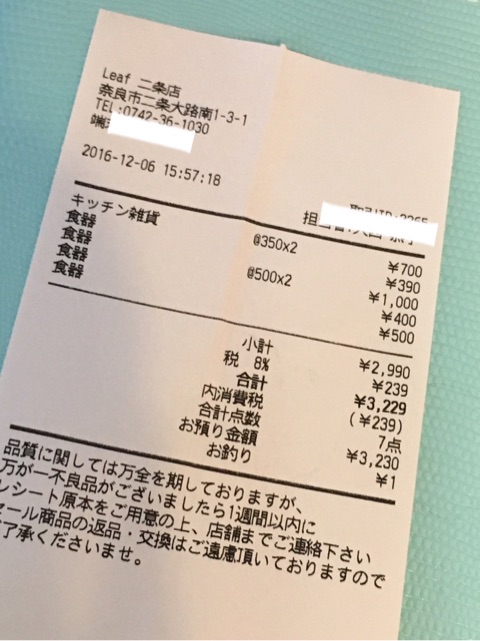 Leaf 二条店
奈良市二条大路南1-3-1
TEL:0742-36-1030
2016-12-06 15:57:18
キッチン雑貨 @350x2 ¥700
食器 ¥390
食器 @500x2 ¥1,000
食器 ¥400
食器 ¥500
小計 ¥2,990
税 8% ¥239
合計 ¥3,229
内消費税 (¥239)
合計点数 7点
お預り金額 ¥3,230
お釣り ¥1
品質に関しては万全を期しておりますが、
万が一不良品がございましたら1週間以内に
レシート原本をご用意の上、店舗までご連絡下さい
セール商品の返品・交換はご遠慮頂いておりますので
了承くださいませ。